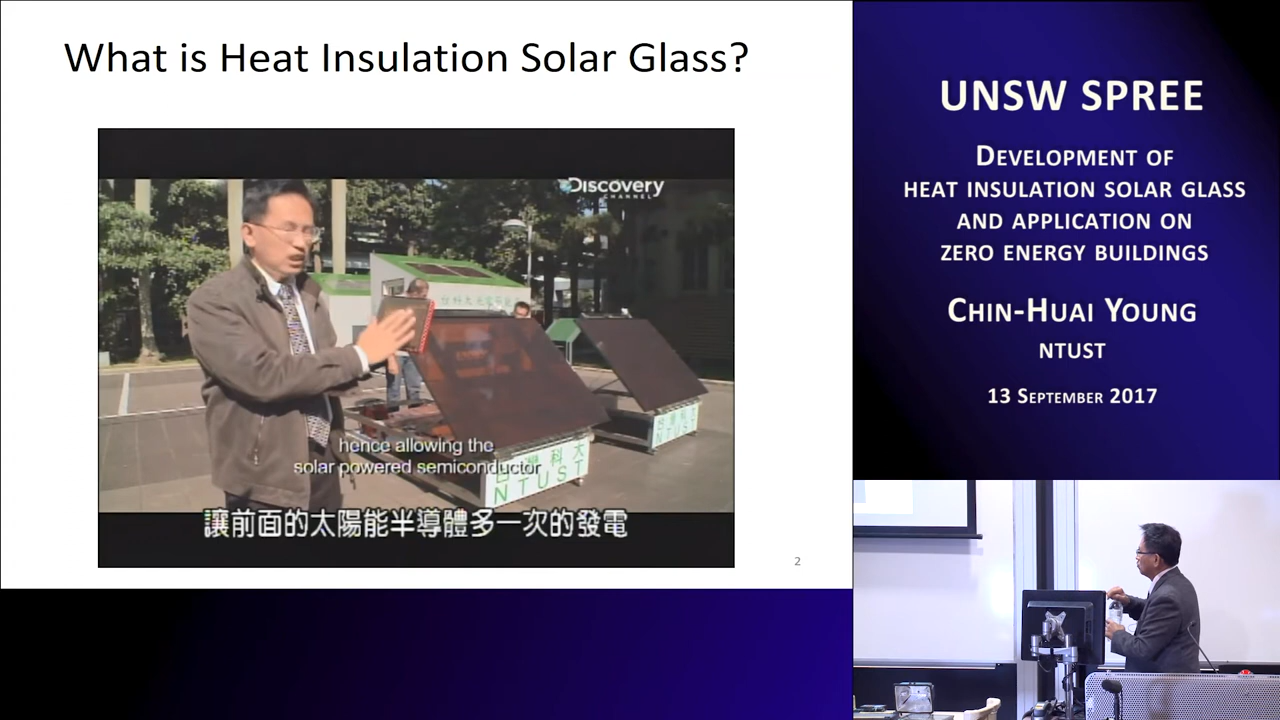 What is Heat Insulation Solar Glass?
Discovery
CHANNEL
hence allowing the
solar powered semiconductor
NTUST
NTUST
讓前面的太陽能半導體多一次的發電
2
UNSW SPREE
DEVELOPMENT OF
HEAT INSULATION SOLAR GLASS
AND APPLICATION ON
ZERO ENERGY BUILDINGS
CHIN-HUAI YOUNG
NTUST
13 SEPTEMBER 2017